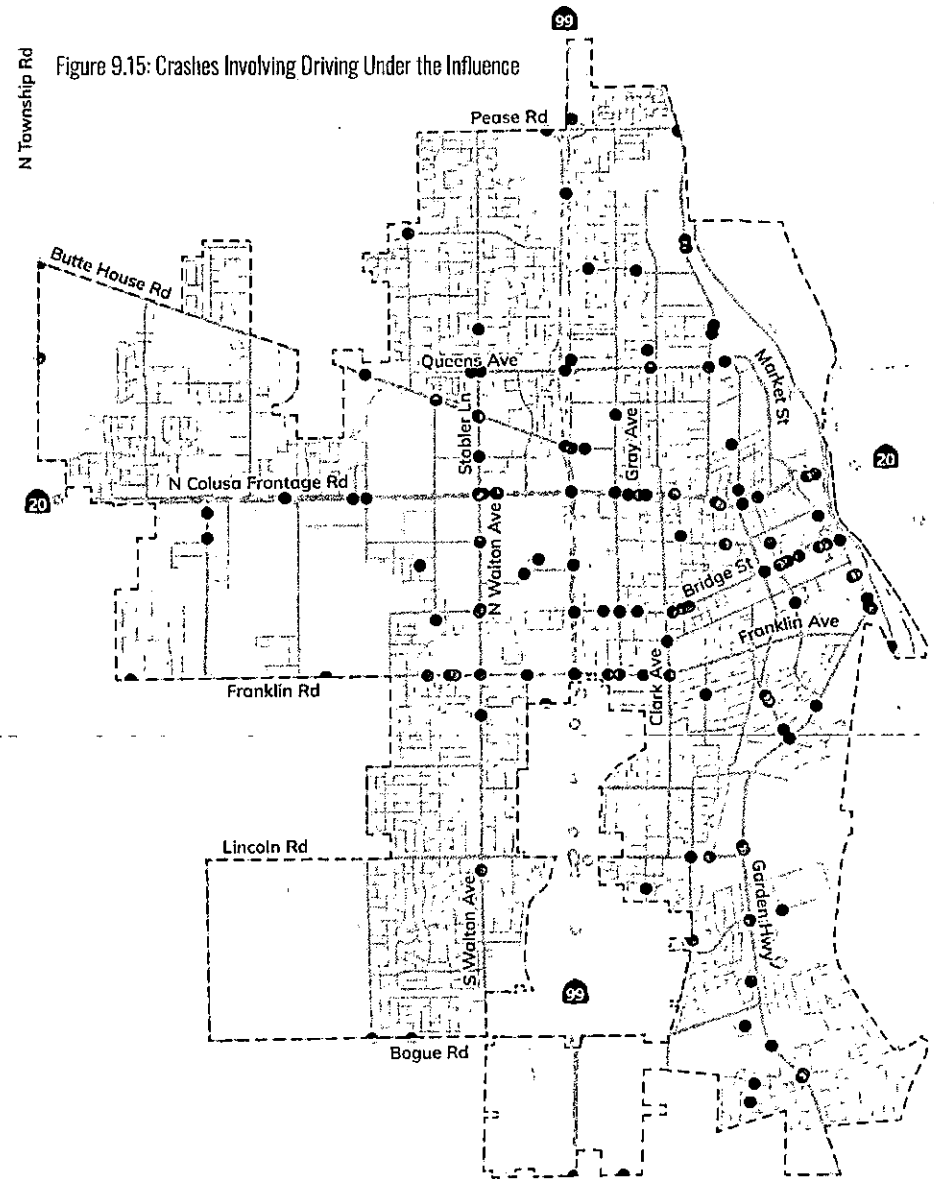 99
N Township Rd
Figure 9.15: Crashes Involving Driving Under the Influence
Pease Rd
Butte House Rd
Queens Ave
Market St
Stabler Ln
Gray Ave
20
N Colusa Frontage Rd
20
N Walton Ave
Bridge St
Franklin Ave
Clark Ave
Franklin Rd
Lincoln Rd
S Walton Ave
Garden Hwy
99
Bogue Rd